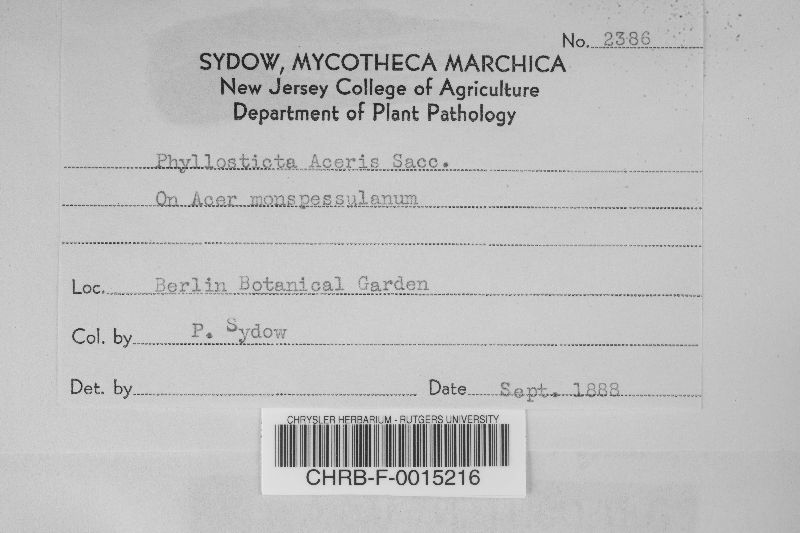 No. 2386
SYDOW, MYCOTHECA MARCHICA
New Jersey College of Agriculture
Department of Plant Pathology
Phyllosticta Aceris Sacc.
On Acer monspessulanum
Loc. Berlin Botanical Garden
Col. by P. Sydow
Det. by Date Sept. 1888
CHRYSLER HERBARIUM - RUTGERS UNIVERSITY
CHRB-F-0015216